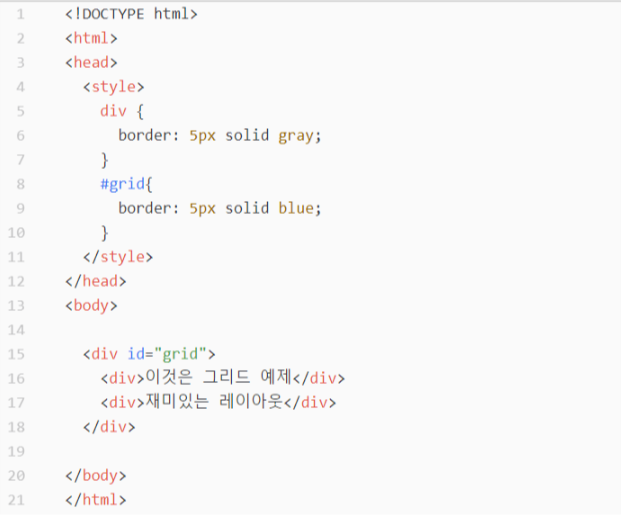 1 <!DOCTYPE html>
2 <html>
3 <head>
4   <style>
5     div {
6       border: 5px solid gray;
7     }
8     #grid{
9       border: 5px solid blue;
10     }
11   </style>
12 </head>
13 <body>
14
15   <div id="grid">
16     <div>이것은 그리드 예제</div>
17     <div>재미있는 레이아웃</div>
18   </div>
19
20 </body>
21 </html>